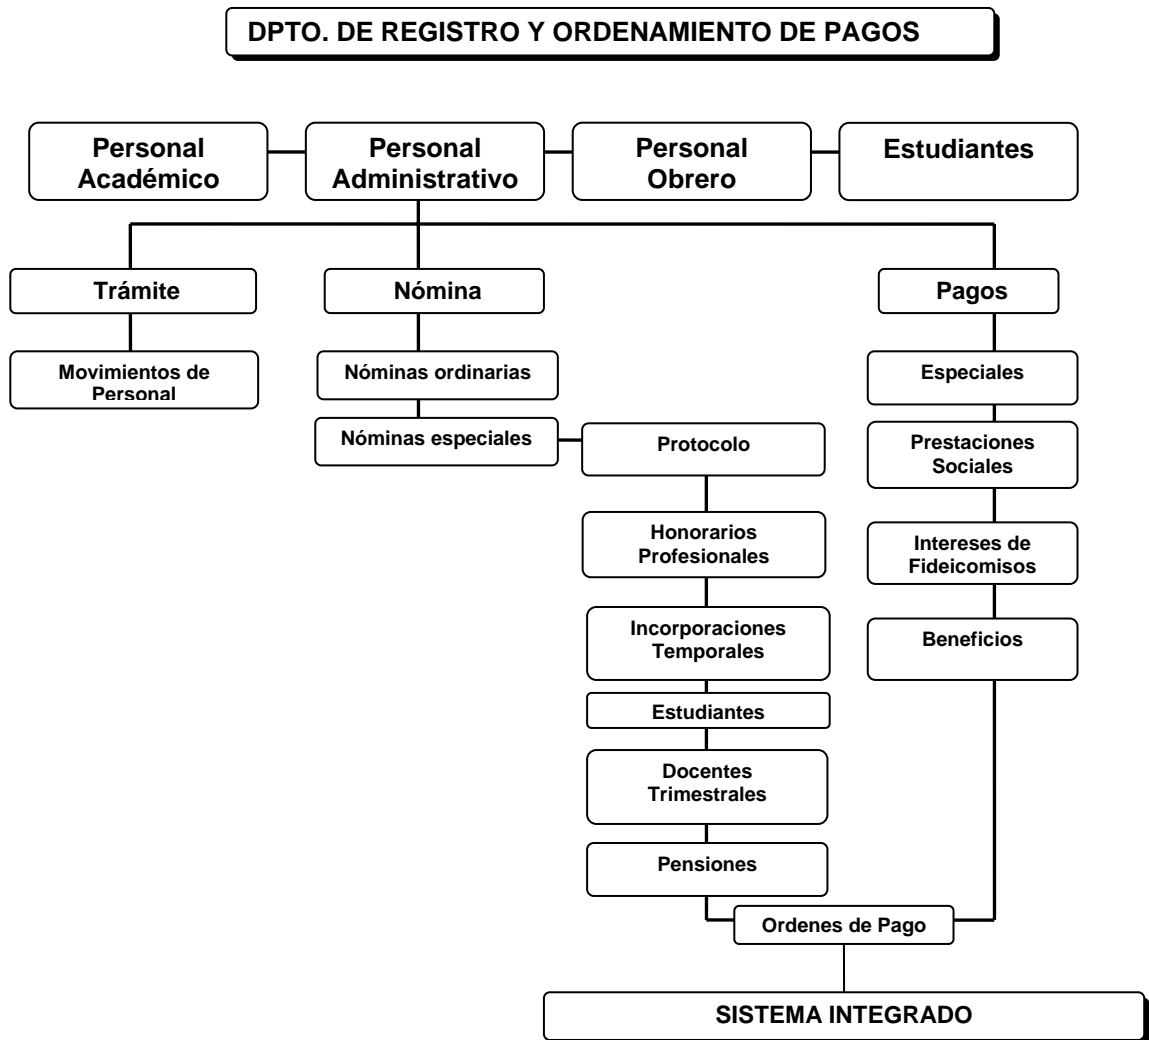 DPTO. DE REGISTRO Y ORDENAMIENTO DE PAGOS
Personal
Académico
Personal
Administrativo
Personal
Obrero
Estudiantes
Trámite
Nómina
Pagos
Movimientos de
Personal
Nóminas ordinarias
Especiales
Nóminas especiales
Protocolo
Prestaciones
Sociales
Honorarios
Profesionales
Intereses de
Fideicomisos
Incorporaciones
Temporales
Beneficios
Estudiantes
Docentes
Trimestrales
Pensiones
Ordenes de Pago
SISTEMA INTEGRADO